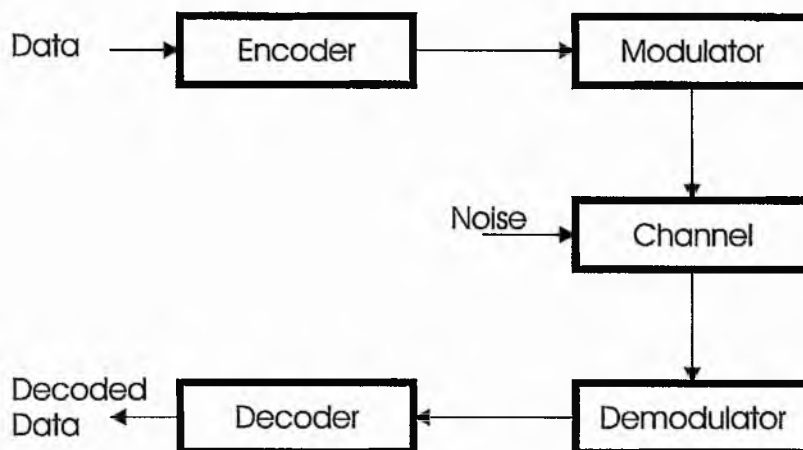 Data
Encoder
Modulator
Noise
Channel
Decoded
Data
Decoder
Demodulator